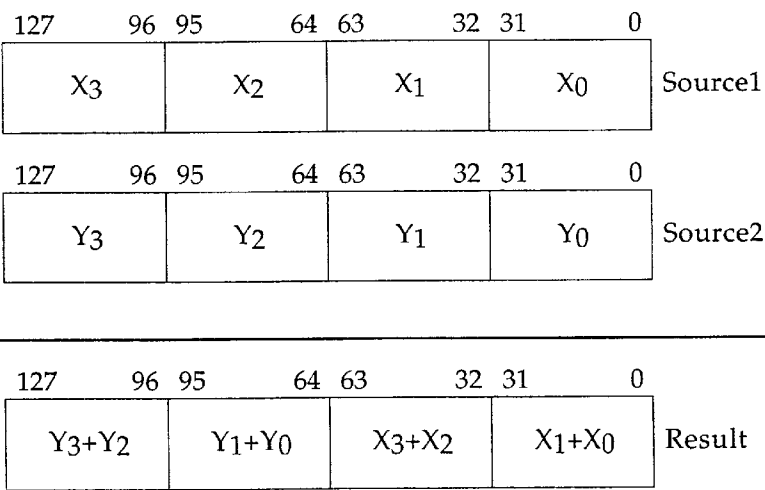 127 96 95 64 63 32 31 0
X3 X2 X1 X0 Source1
127 96 95 64 63 32 31 0
Y3 Y2 Y1 Y0 Source2
127 96 95 64 63 32 31 0
Y3+Y2 Y1+Y0 X3+X2 X1+X0 Result